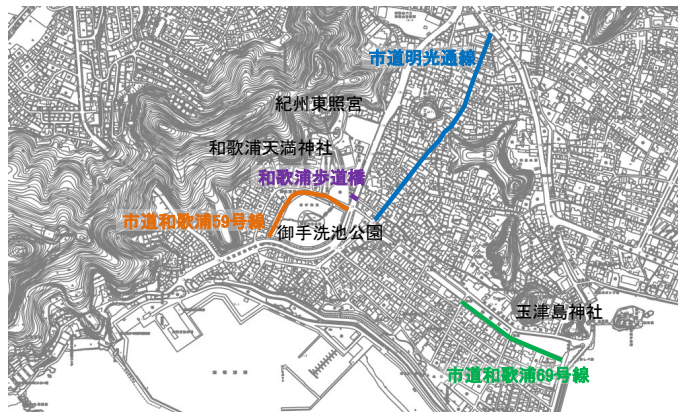 市道明光通線
紀州東照宮
和歌浦天満神社
和歌浦歩道橋
市道和歌浦59号線
御手洗池公園
玉津島神社
市道和歌浦69号線